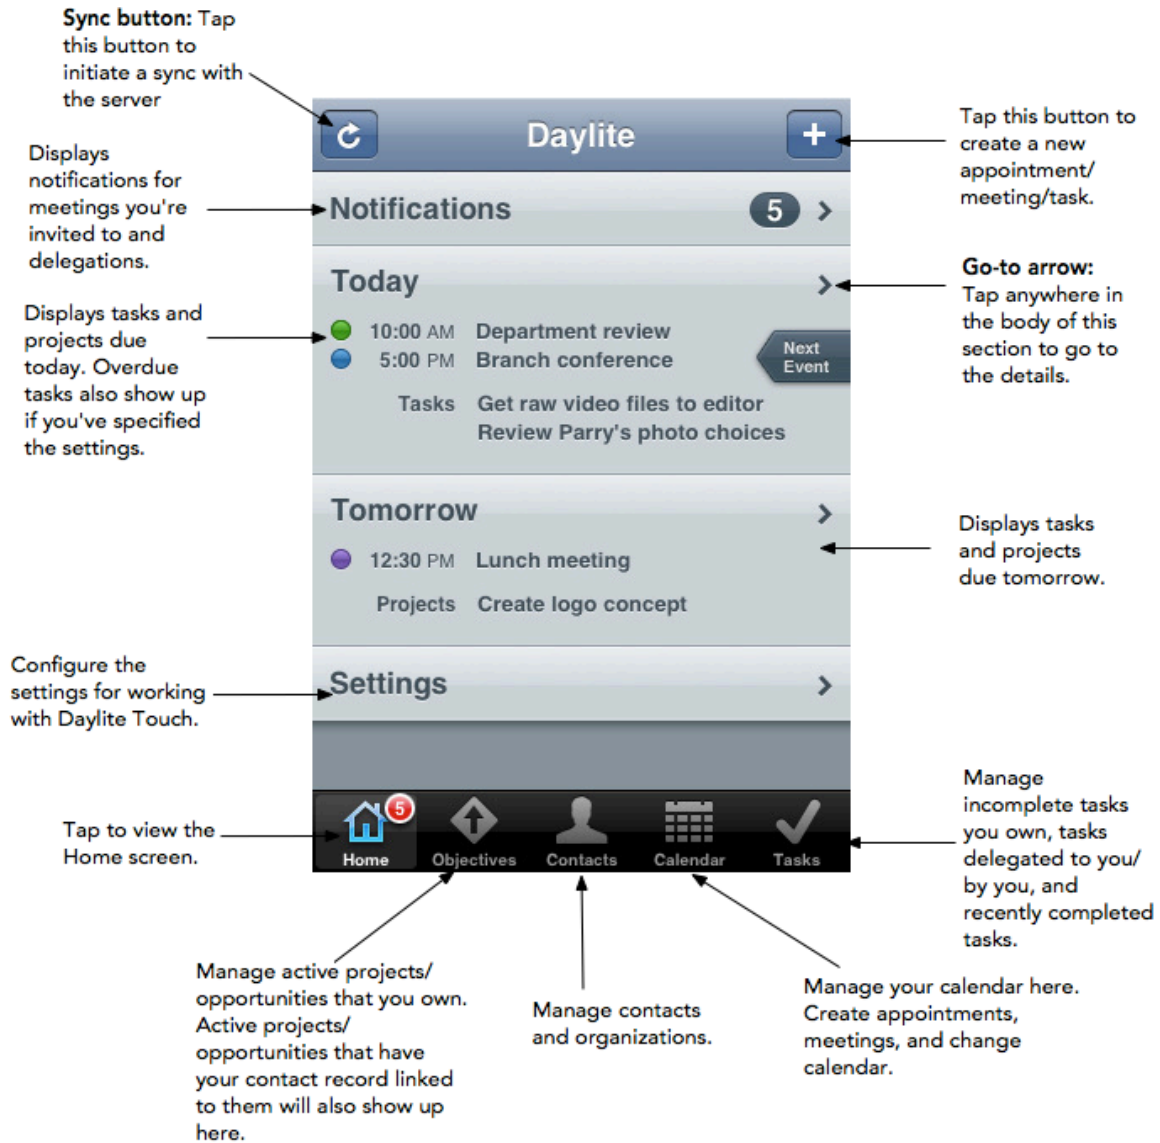 Sync button: Tap
this button to
initiate a sync with
the server
Displays
notifications for
meetings you're
invited to and
delegations.
Displays tasks and
projects due
today. Overdue
tasks also show up
if you've specified
the settings.
Configure the
settings for working
with Daylite Touch.
Tap to view the
Home screen.
Daylite
+
Notifications
5
Today
10:00 AM Department review
5:00 PM Branch conference
Next
Event
Tasks Get raw video files to editor
Review Parry's photo choices
Tomorrow
12:30 PM Lunch meeting
Projects Create logo concept
Settings
5
Home Objectives Contacts Calendar Tasks
Tap this button to
create a new
appointment/
meeting/task.
Go-to arrow:
Tap anywhere in
the body of this
section to go to
the details.
Displays tasks
and projects
due tomorrow.
Manage
incomplete tasks
you own, tasks
delegated to you/
by you, and
recently completed
tasks.
Manage active projects/
opportunities that you own.
Active projects/
opportunities that have
your contact record linked
to them will also show up
here.
Manage contacts
and organizations.
Manage your calendar here.
Create appointments,
meetings, and change
calendar.